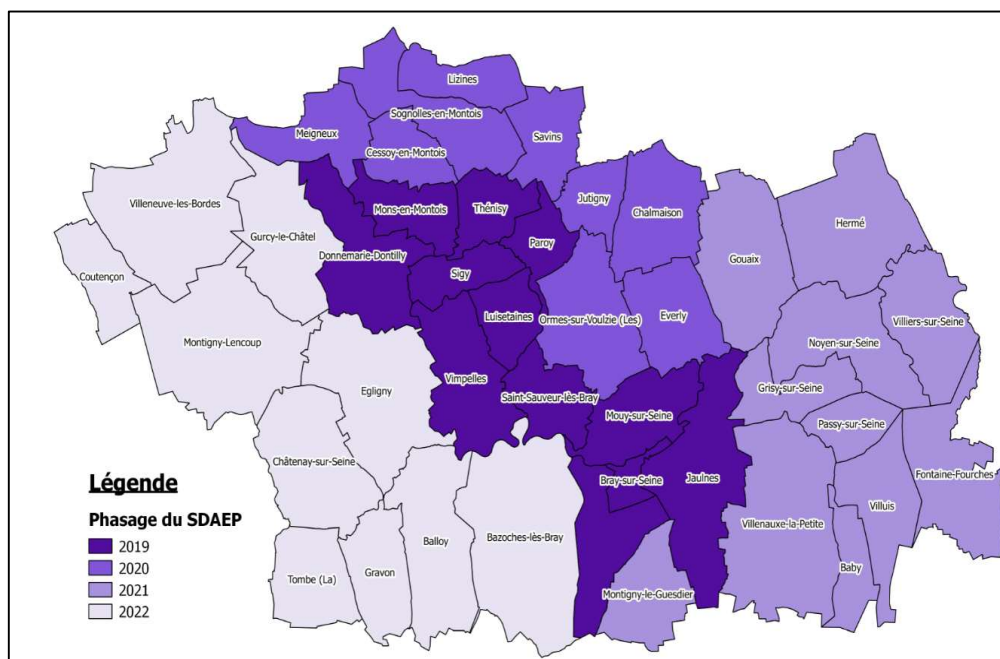 Lizines
Sognolles-en-Montois
Meigneux
Savins
Cessoy-en-Montois
Villeneuve-les-Bordes
Mons-en-Montois
Thénisy
Jutigny
Chalmaison
Hermé
Gurcy-le-Châtel
Donnemarie-Dontilly
Paroy
Gouaix
Coutençon
Sigy
Luisetaines
Ormes-sur-Voulzie (Les)
Everly
Villiers-sur-Seine
Montigny-Lencoup
Noyen-sur-Seine
Egligny
Vimpelles
Saint-Sauveur-lès-Bray
Grisy-sur-Seine
Mouy-sur-Seine
Passy-sur-Seine
Châtenay-sur-Seine
Bray-sur-Seine
Jaulnes
Fontaine-Fourches
Villuis
Villenauxe-la-Petite
Bazoches-lès-Bray
Balloy
Tombe (La)
Gravon
Baby
Montigny-le-Guesdier
Légende
Phasage du SDAEP
2019
2020
2021
2022